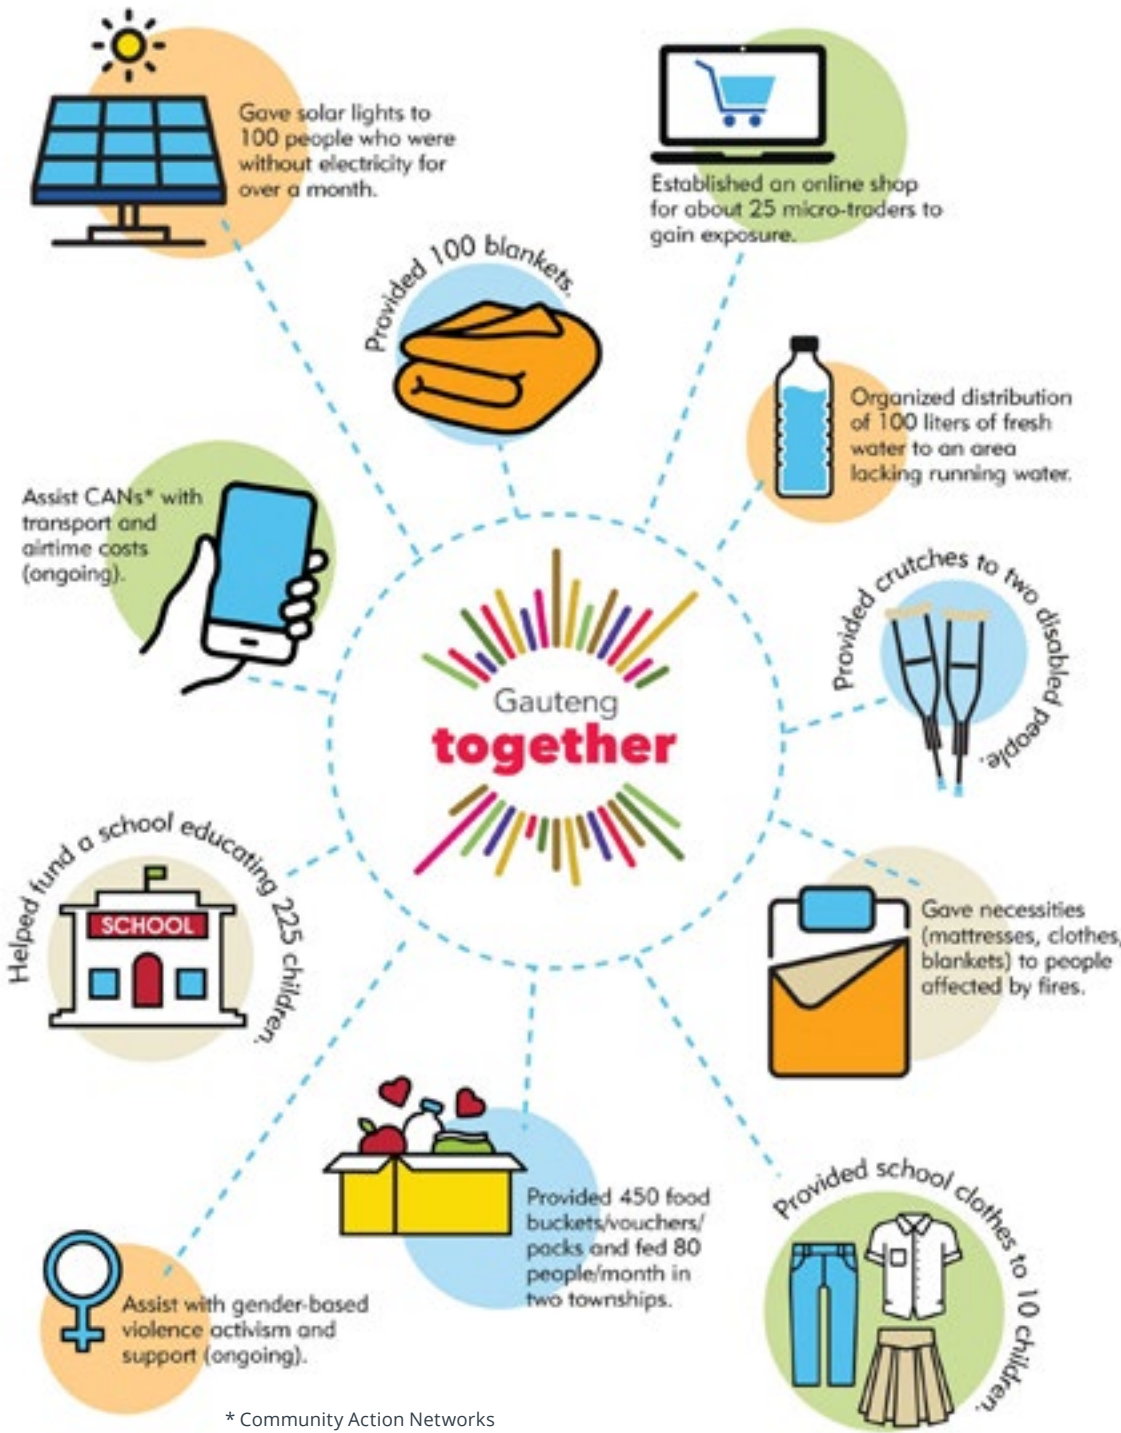 Gave solar lights to
100 people who were
without electricity for
over a month.
Established an online shop
for about 25 micro-traders to
gain exposure.
Provided 100 blankets.
Organized distribution
of 100 liters of fresh
water to an area
lacking running water.
Assist CANs* with
transport and
airtime costs
(ongoing).
Provided crutches to two disabled people.
Gauteng
together
Helped fund a school educating 225 children.
SCHOOL
Gave necessities
(mattresses, clothes,
blankets) to people
affected by fires.
Provided 450 food
buckets/vouchers/
packs and fed 80
people/month in
two townships.
Provided school clothes to 10 children.
Assist with gender-based
violence activism and
support (ongoing).
* Community Action Networks